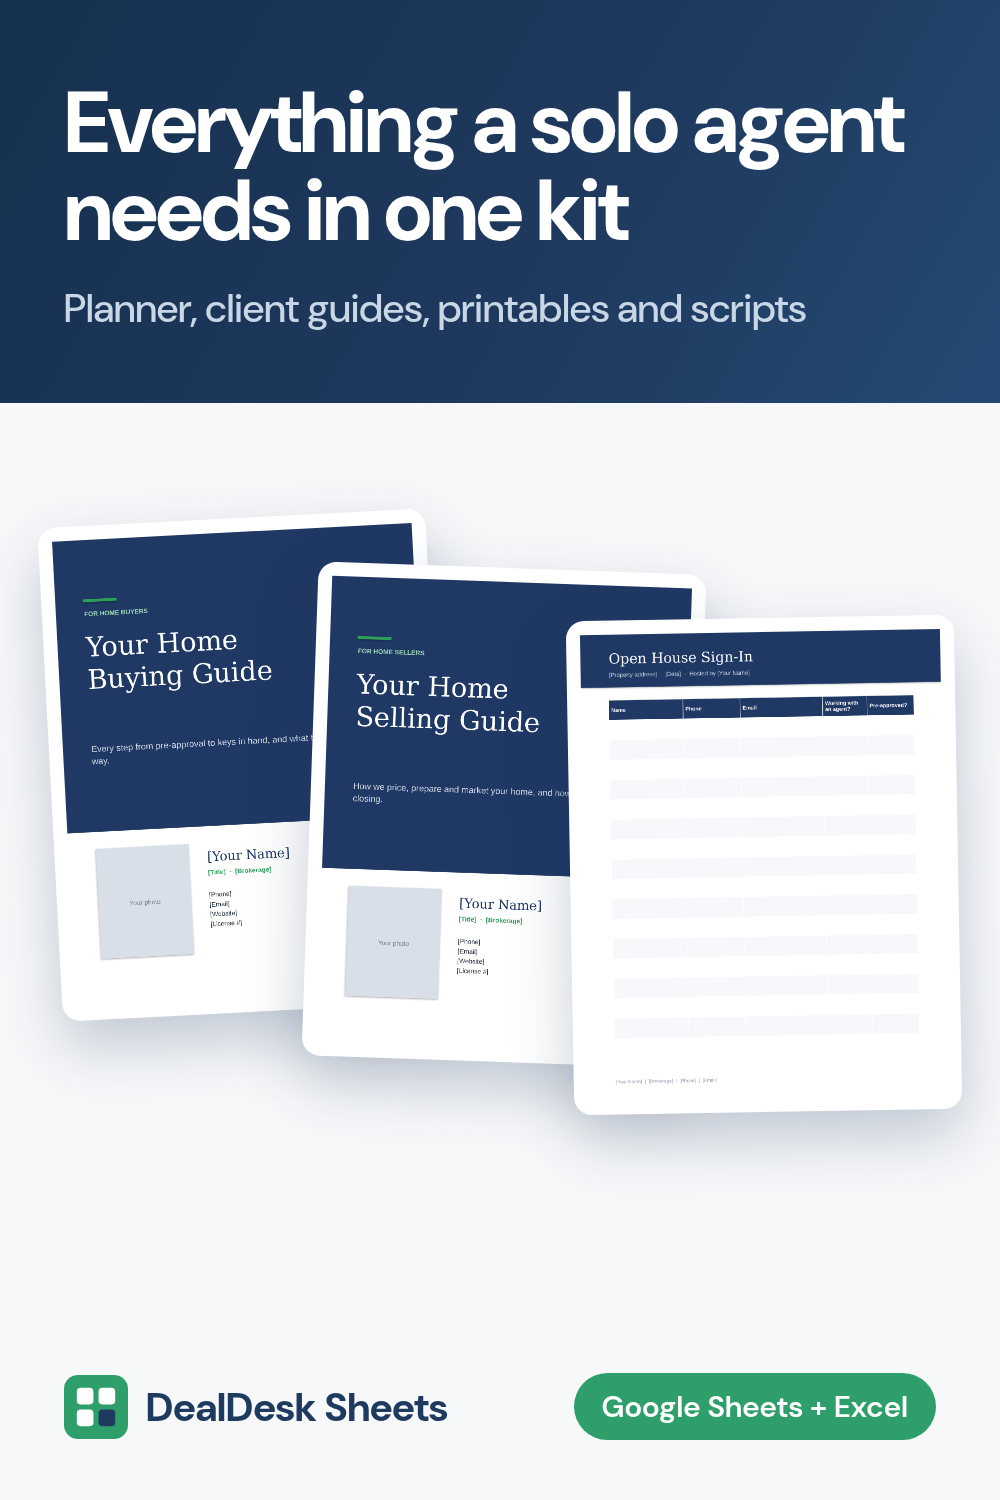 Everything a solo agent
needs in one kit
Planner, client guides, printables and scripts
FOR HOME BUYERS
Your Home
Buying Guide
Every step from pre-approval to keys in hand, and what
way.
Your photo
[Your Name]
[Title] · [Brokerage]
[Phone]
[Email]
[Website]
[License #]
FOR HOME SELLERS
Your Home
Selling Guide
How we price, prepare and market your home, and how
closing.
Your photo
[Your Name]
[Title] · [Brokerage]
[Phone]
[Email]
[Website]
[License #]
Open House Sign-In
[Property address] · [Date] · Hosted by [Your Name]
Name Phone Email Working with an agent? Pre-approved?
[Your Name] | [Brokerage] | [Phone] | [Email]
DealDesk Sheets
Google Sheets + Excel